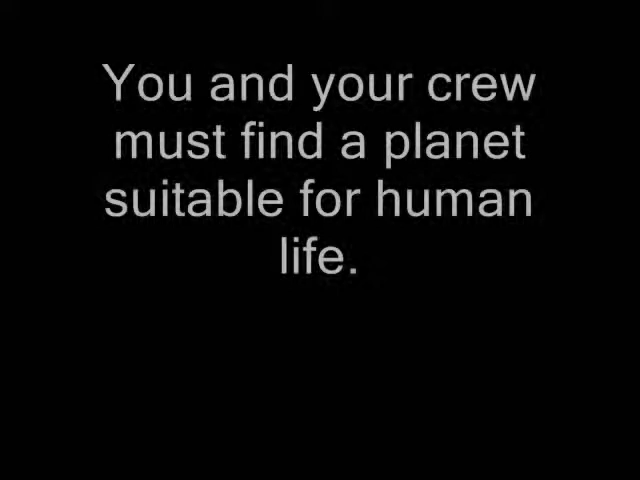 You and your crew
must find a planet
suitable for human
life.